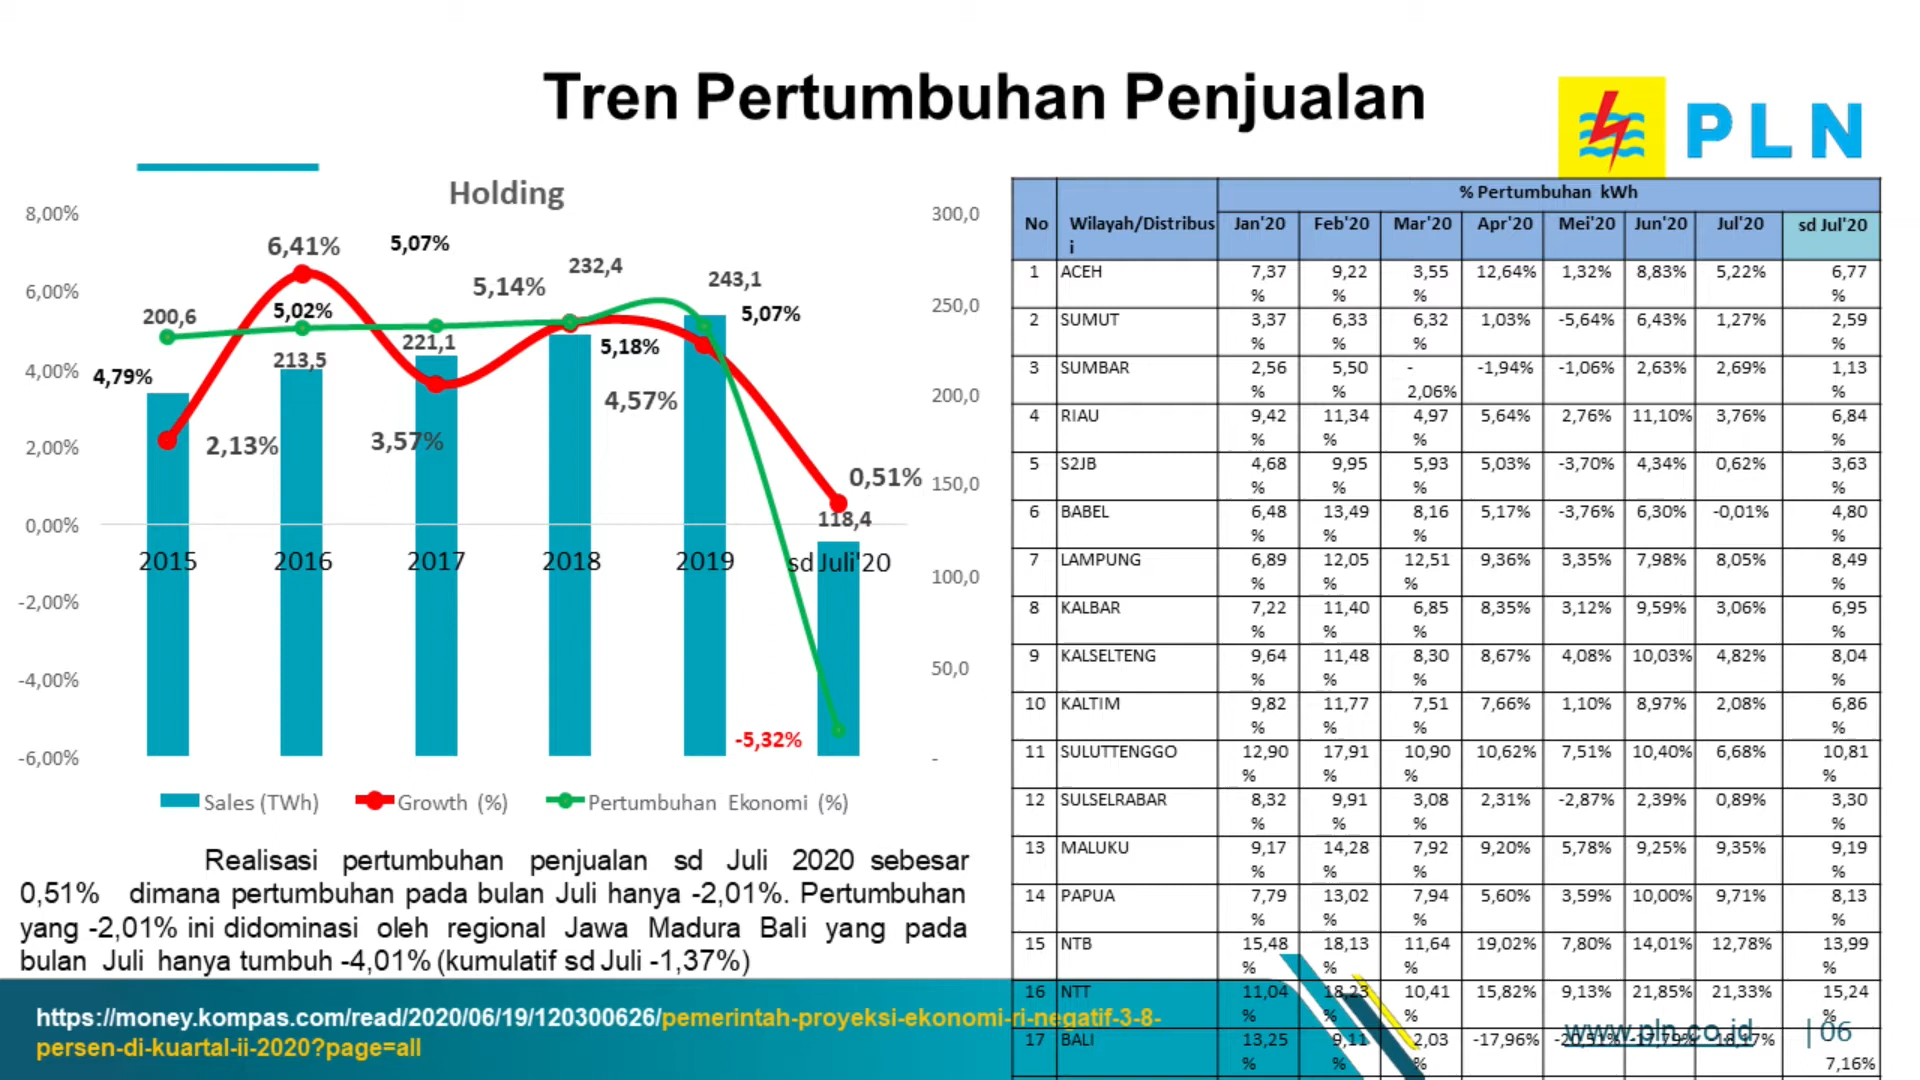 Tren Pertumbuhan Penjualan
PLN
Holding
8,00%
6,00%
4,00%
2,00%
0,00%
-2,00%
-4,00%
-6,00%
300,0
250,0
200,0
150,0
100,0
50,0
-
6,41%
5,07%
5,14%
232,4
243,1
200,6
5,02%
5,07%
221,1
5,18%
213,5
4,79%
4,57%
2,13%
3,57%
0,51%
118,4
2015 2016 2017 2018 2019 sd Juli'20
-5,32%
Sales (TWh) Growth (%) Pertumbuhan Ekonomi (%)
Realisasi pertumbuhan penjualan sd Juli 2020 sebesar
0,51% dimana pertumbuhan pada bulan Juli hanya -2,01%. Pertumbuhan
yang -2,01% ini didominasi oleh regional Jawa Madura Bali yang pada
bulan Juli hanya tumbuh -4,01% (kumulatif sd Juli -1,37%)
https://money.kompas.com/read/2020/06/19/120300626/pemerintah-proyeksi-ekonomi-ri-negatif-3-8-
persen-di-kuartal-ii-2020?page=all
No Wilayah/Distribusi % Pertumbuhan kWh
Jan'20 Feb'20 Mar'20 Apr'20 Mei'20 Jun'20 Jul'20 sd Jul'20
1 ACEH 7,37% 9,22% 3,55% 12,64% 1,32% 8,83% 5,22% 6,77%
2 SUMUT 3,37% 6,33% 6,32% 1,03% -5,64% 6,43% 1,27% 2,59%
3 SUMBAR 2,56% 5,50% -2,06% -1,94% -1,06% 2,63% 2,69% 1,13%
4 RIAU 9,42% 11,34% 4,97% 5,64% 2,76% 11,10% 3,76% 6,84%
5 S2JB 4,68% 9,95% 5,93% 5,03% -3,70% 4,34% 0,62% 3,63%
6 BABEL 6,48% 13,49% 8,16% 5,17% -3,76% 6,30% -0,01% 4,80%
7 LAMPUNG 6,89% 12,05% 12,51% 9,36% 3,35% 7,98% 8,05% 8,49%
8 KALBAR 7,22% 11,40% 6,85% 8,35% 3,12% 9,59% 3,06% 6,95%
9 KALSELTENG 9,64% 11,48% 8,30% 8,67% 4,08% 10,03% 4,82% 8,04%
10 KALTIM 9,82% 11,77% 7,51% 7,66% 1,10% 8,97% 2,08% 6,86%
11 SULUTTENGGO 12,90% 17,91% 10,90% 10,62% 7,51% 10,40% 6,68% 10,81%
12 SULSELRABAR 8,32% 9,91% 3,08% 2,31% -2,87% 2,39% 0,89% 3,30%
13 MALUKU 9,17% 14,28% 7,92% 9,20% 5,78% 9,25% 9,35% 9,19%
14 PAPUA 7,79% 13,02% 7,94% 5,60% 3,59% 10,00% 9,71% 8,13%
15 NTB 15,48% 18,13% 11,64% 19,02% 7,80% 14,01% 12,78% 13,99%
16 NTT 11,04% 18,23% 10,41% 15,82% 9,13% 21,85% 21,33% 15,24%
17 BALI 13,25% 9,11% 2,03% -17,96% 7,16%
www.pln.co.id | 06